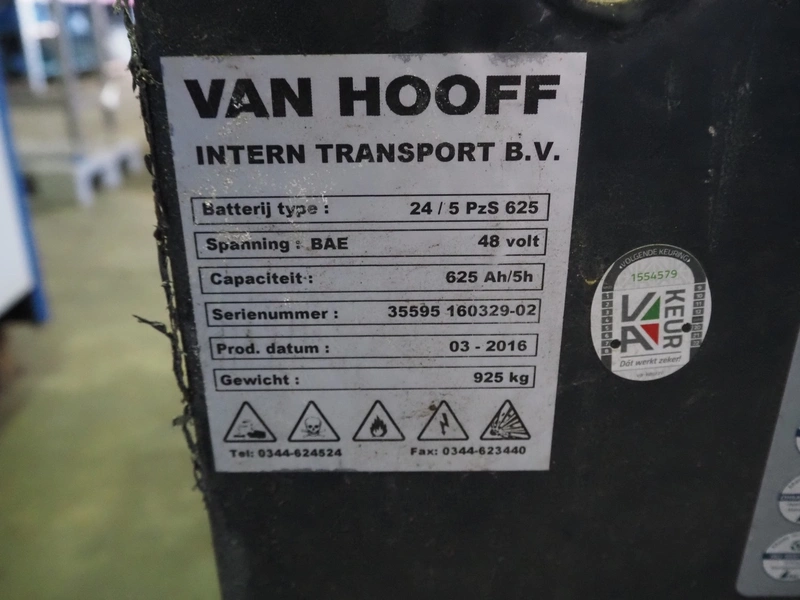 VAN HOOFF
INTERN TRANSPORT B.V.
Batterij type : 24 / 5 PzS 625
Spanning : BAE 48 volt
Capaciteit : 625 Ah/5h
Serienummer : 35595 160329-02
Prod. datum : 03 - 2016
Gewicht : 925 kg
Tel: 0344-624524 Fax: 0344-623440
VOLGENDE KEURING
1554579
VA KEUR
Dát werkt zeker!